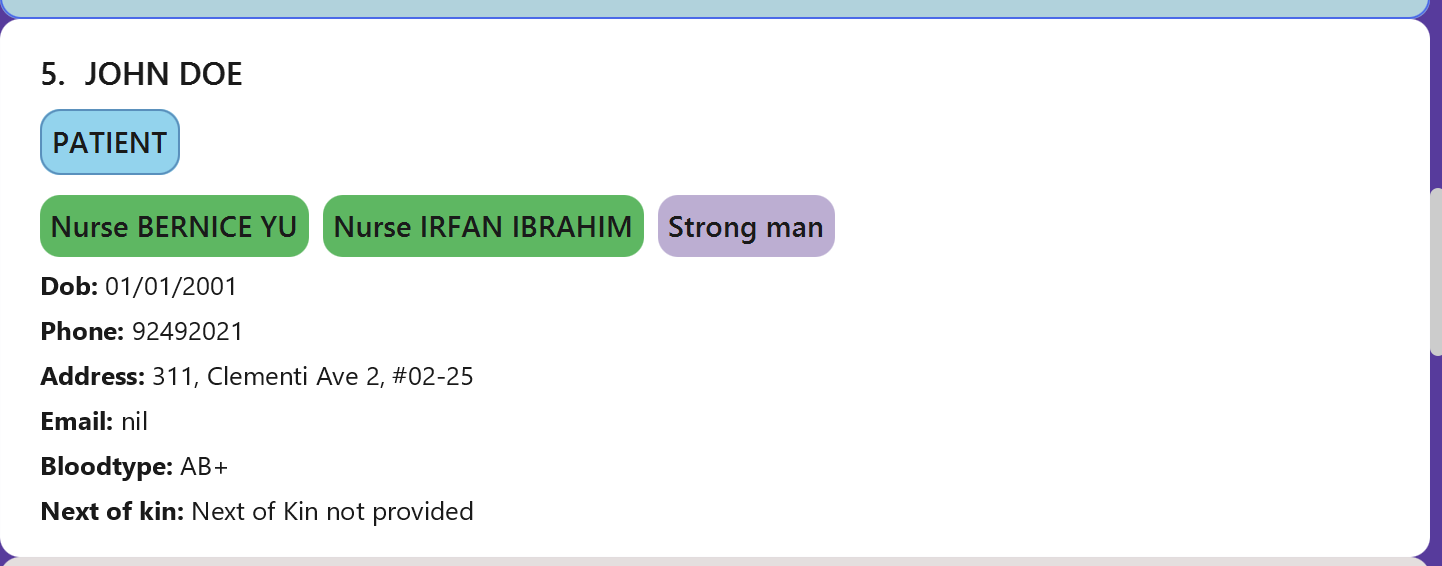 5. JOHN DOE
PATIENT
Nurse BERNICE YU Nurse IRFAN IBRAHIM Strong man
Dob: 01/01/2001
Phone: 92492021
Address: 311, Clementi Ave 2, #02-25
Email: nil
Bloodtype: AB+
Next of kin: Next of Kin not provided